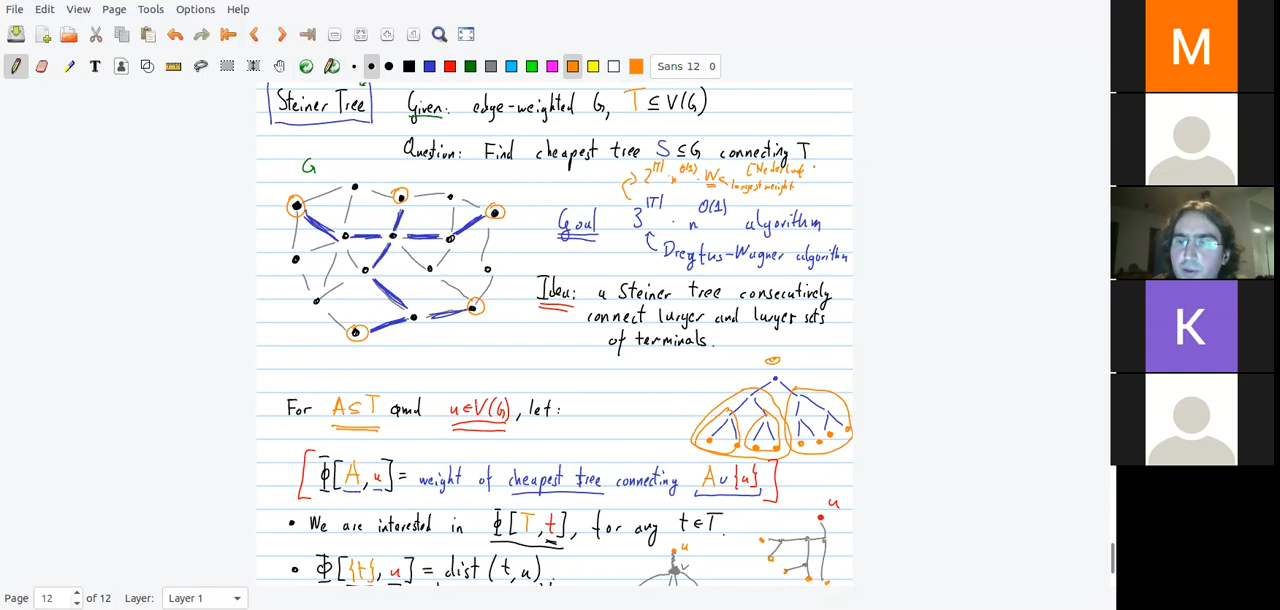 File Edit View Page Tools Options Help
T
Sans 12 0
Steiner Tree
Given: edge-weighted G, T ⊆ V(G)
Question: Find cheapest tree S ⊆ G connecting T
2^|T| · n^O(1) · W ← largest weight
G
Goal 3^|T| · n^O(1) algorithm
Dreyfus-Wagner algorithm
Idea: a Steiner tree consecutively
connect larger and larger sets
of terminals.
For A ⊆ T and u ∈ V(G), let:
Φ[A, u] = weight of cheapest tree connecting A ∪ {u}
• We are interested in Φ[T, t], for any t ∈ T.
u
• Φ[{t}, u] = dist(t, u)
u
v
Page 12 of 12 Layer: Layer 1
M
K